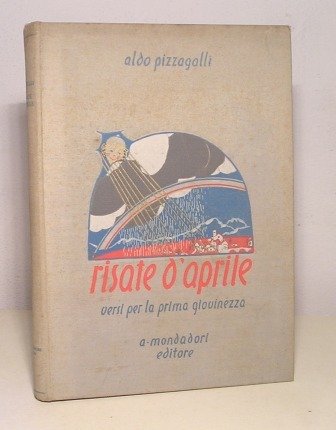 aldo pizzagalli
risate d'aprile
versi per la prima giovinezza
a-mondadori
editore